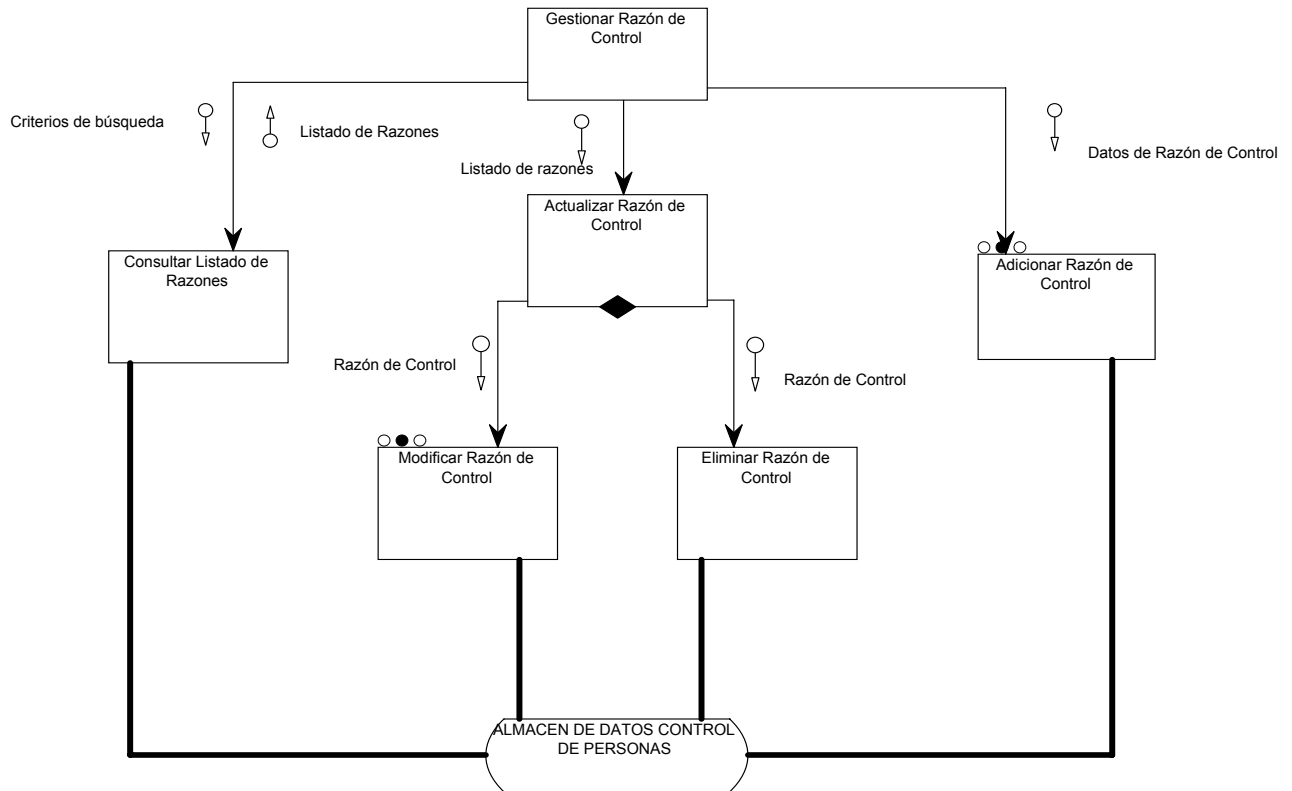 Gestionar Razón de
Control
Criterios de búsqueda
Listado de Razones
Listado de razones
Datos de Razón de Control
Actualizar Razón de
Control
Consultar Listado de
Razones
Adicionar Razón de
Control
Razón de Control
Razón de Control
Modificar Razón de
Control
Eliminar Razón de
Control
ALMACEN DE DATOS CONTROL
DE PERSONAS